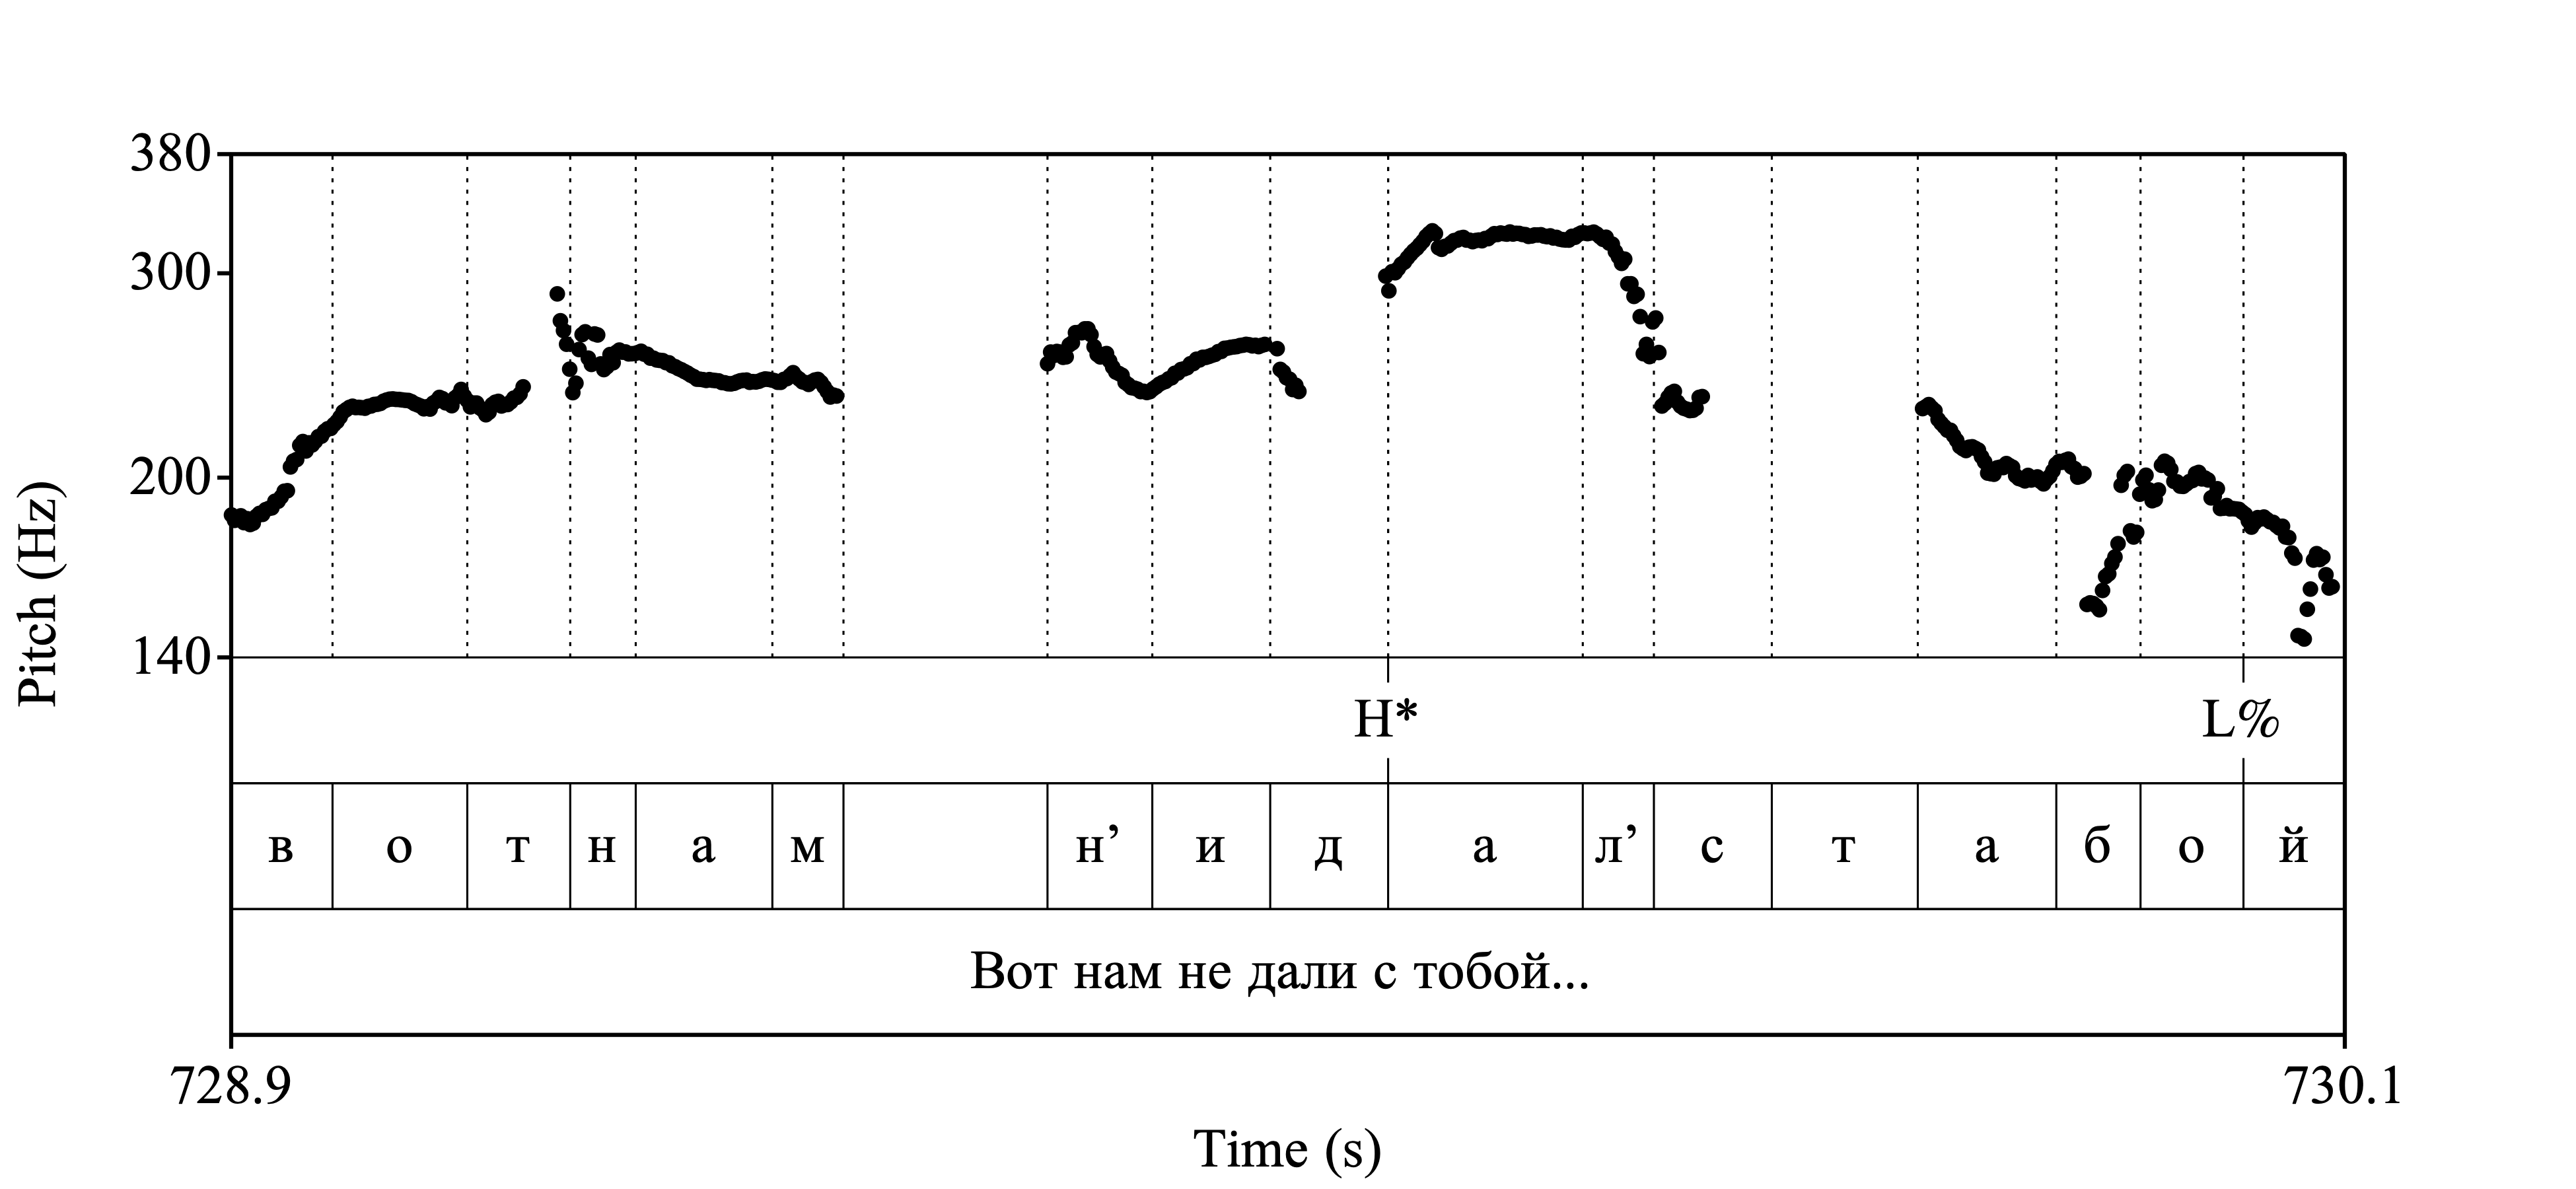 380
300
200
140
Pitch (Hz)
H* L%
в о т н а м н’ и д а л’ с т а б о й
Вот нам не дали с тобой...
728.9 730.1
Time (s)